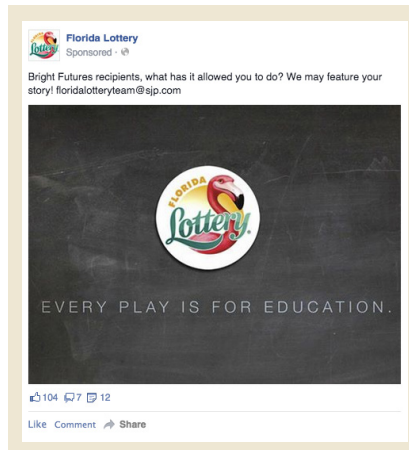 Lottery
Florida Lottery
Sponsored ·
Bright Futures recipients, what has it allowed you to do? We may feature your
story! floridalotteryteam@sjp.com
FLORIDA
Lottery
EVERY PLAY IS FOR EDUCATION.
104 7 12
Like Comment Share